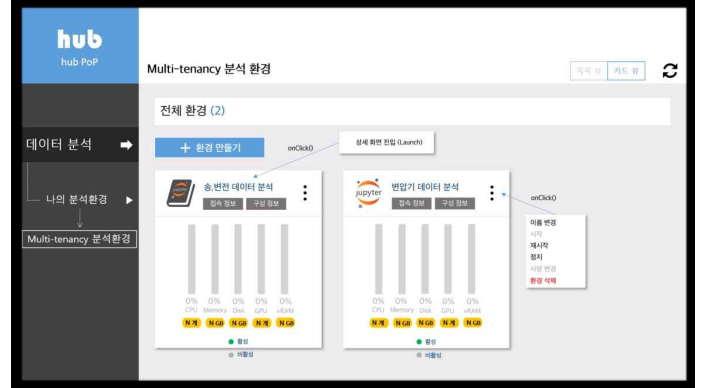 hub
hub PoP
Multi-tenancy 분석 환경
목록 뷰 카드 뷰
전체 환경 (2)
데이터 분석
+ 환경 만들기
onClick()
상세 화면 진입 (Launch)
나의 분석환경
Multi-tenancy 분석환경
jupyter
송,변전 데이터 분석
접속 정보 구성 정보
0% 0% 0% 0% 0%
CPU Memory Disk GPU vRAM
N 개 N GB N GB N 개 N GB
활성
비활성
jupyter
변압기 데이터 분석
접속 정보 구성 정보
0% 0% 0% 0% 0%
CPU Memory Disk GPU vRAM
N 개 N GB N GB N 개 N GB
활성
비활성
onClick()
이름 변경
시작
재시작
정지
사양 변경
환경 삭제